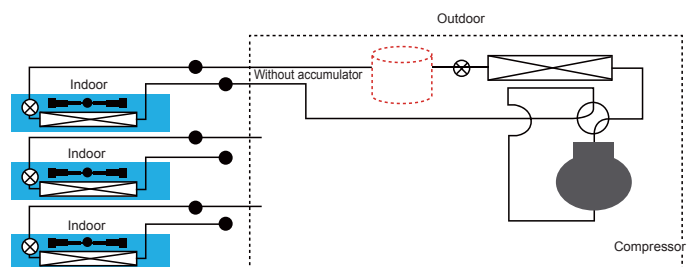 Outdoor
Indoor
Without accumulator
Indoor
Indoor
Compressor